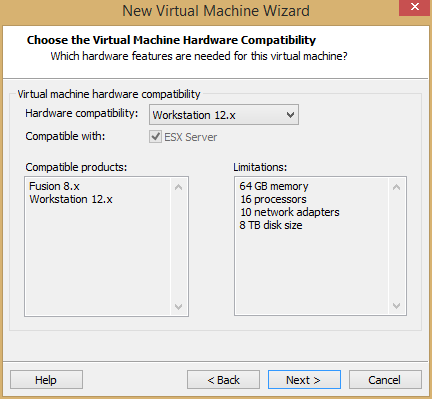 New Virtual Machine Wizard
Choose the Virtual Machine Hardware Compatibility
Which hardware features are needed for this virtual machine?
Virtual machine hardware compatibility
Hardware compatibility: Workstation 12.x
Compatible with: ESX Server
Compatible products: Limitations:
Fusion 8.x 64 GB memory
Workstation 12.x 16 processors
10 network adapters
8 TB disk size
Help < Back Next > Cancel